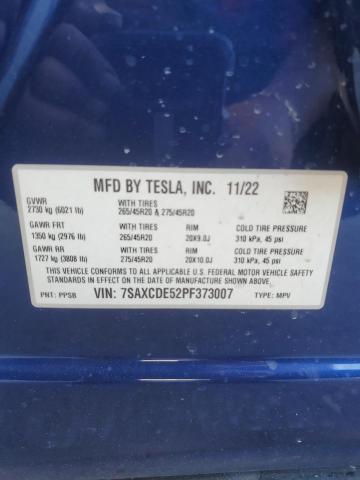 MFD BY TESLA, INC. 11/22
GVWR WITH TIRES
2730 kg (6021 lb) 265/45R20 & 275/45R20
GAWR FRT WITH TIRES RIM COLD TIRE PRESSURE
1350 kg (2976 lb) 265/45R20 20X9.0J 310 kPa, 45 psi
GAWR RR WITH TIRES RIM COLD TIRE PRESSURE
1727 kg (3808 lb) 275/45R20 20X10.0J 310 kPa, 45 psi
THIS VEHICLE CONFORMS TO ALL APPLICABLE U.S. FEDERAL MOTOR VEHICLE
SAFETY, BUMPER, AND THEFT PREVENTION STANDARDS IN EFFECT ON THE
DATE OF MANUFACTURE SHOWN ABOVE.
PNT: PPSB VIN: 7SAXCDE52PF373007 TYPE: MPV